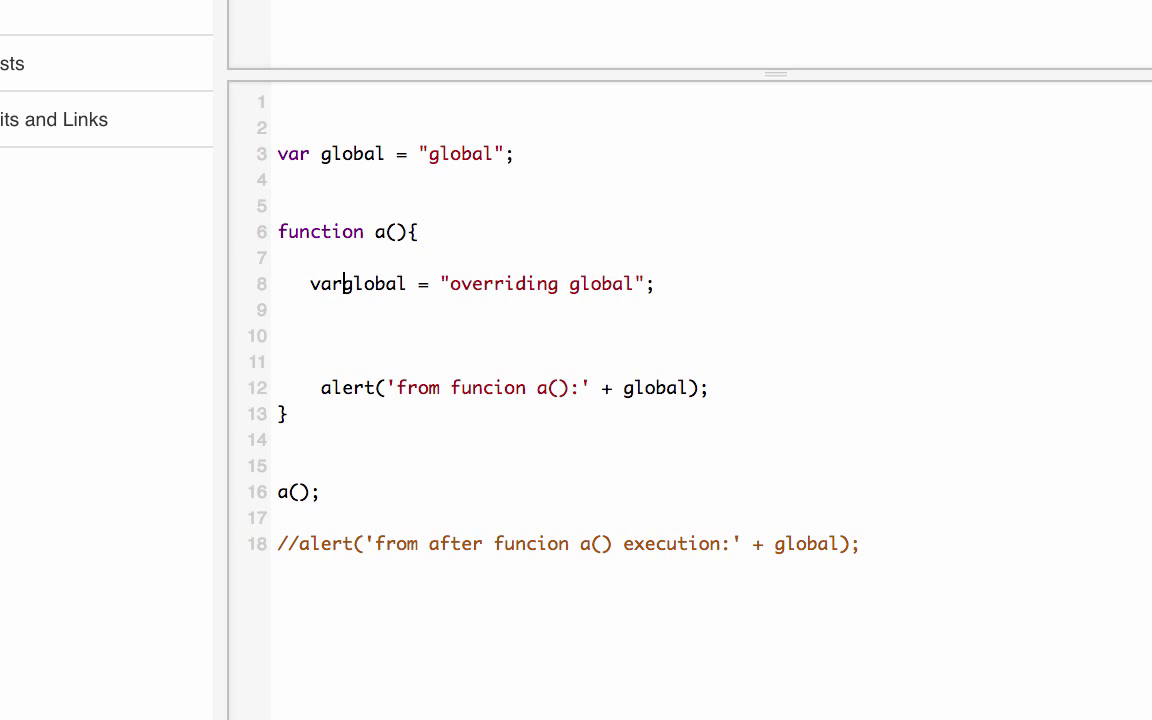 sts
its and Links
1
2
3 var global = "global";
4
5
6 function a(){
7
8 varglobal = "overriding global";
9
10
11
12 alert('from funcion a():' + global);
13 }
14
15
16 a();
17
18 //alert('from after funcion a() execution:' + global);